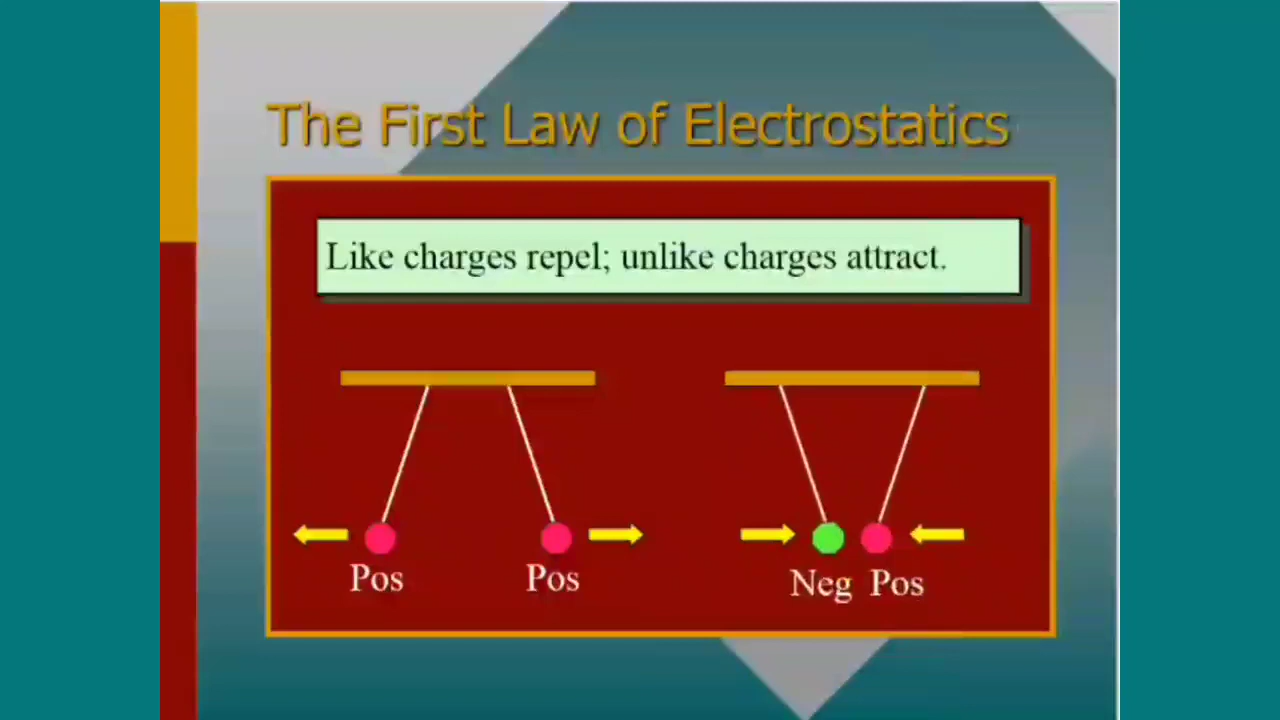 The First Law of Electrostatics
Like charges repel; unlike charges attract.
Pos Pos Neg Pos